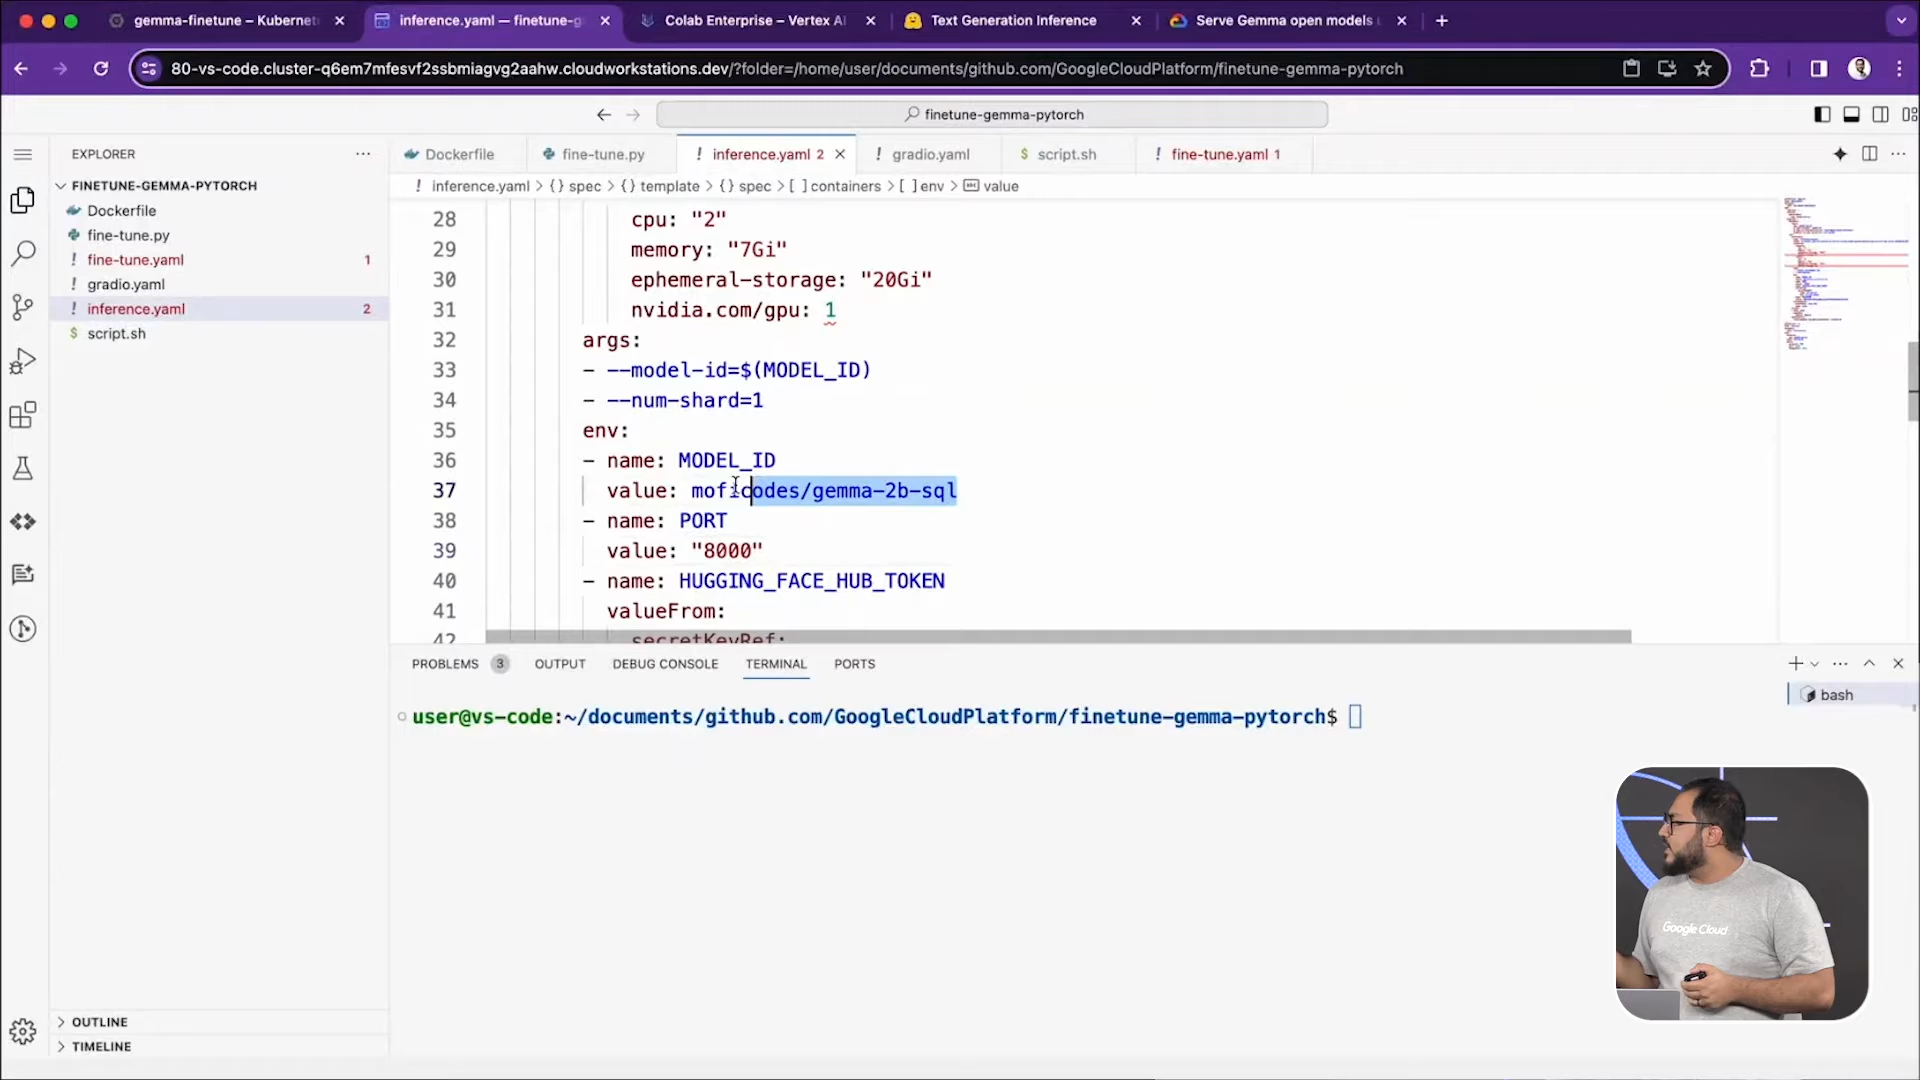 gemma-finetune – Kubernet
inference.yaml — finetune-g
Colab Enterprise – Vertex AI
Text Generation Inference
Serve Gemma open models u
80-vs-code.cluster-q6em7mfesvf2ssbmiagvg2aahw.cloudworkstations.dev/?folder=/home/user/documents/github.com/GoogleCloudPlatform/finetune-gemma-pytorch
finetune-gemma-pytorch
EXPLORER
FINETUNE-GEMMA-PYTORCH
Dockerfile
fine-tune.py
! fine-tune.yaml 1
! gradio.yaml
! inference.yaml 2
$ script.sh
OUTLINE
TIMELINE
Dockerfile
fine-tune.py
! inference.yaml 2
! gradio.yaml
$ script.sh
! fine-tune.yaml 1
! inference.yaml > {} spec > {} template > {} spec > [ ] containers > [ ] env > abc value
28 cpu: "2"
29 memory: "7Gi"
30 ephemeral-storage: "20Gi"
31 nvidia.com/gpu: 1
32 args:
33 - --model-id=$(MODEL_ID)
34 - --num-shard=1
35 env:
36 - name: MODEL_ID
37 value: moficodes/gemma-2b-sql
38 - name: PORT
39 value: "8000"
40 - name: HUGGING_FACE_HUB_TOKEN
41 valueFrom:
42 secretKeyRef:
PROBLEMS 3 OUTPUT DEBUG CONSOLE TERMINAL PORTS
bash
user@vs-code:~/documents/github.com/GoogleCloudPlatform/finetune-gemma-pytorch$
Google Cloud